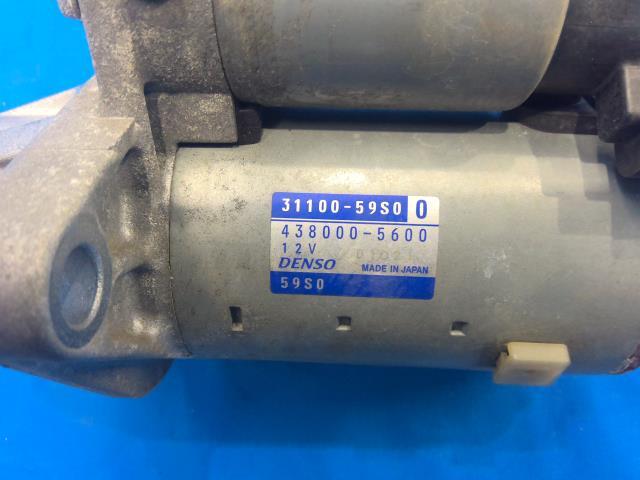 31100-59S0 0
438000-5600
12V
DENSO MADE IN JAPAN
59S0